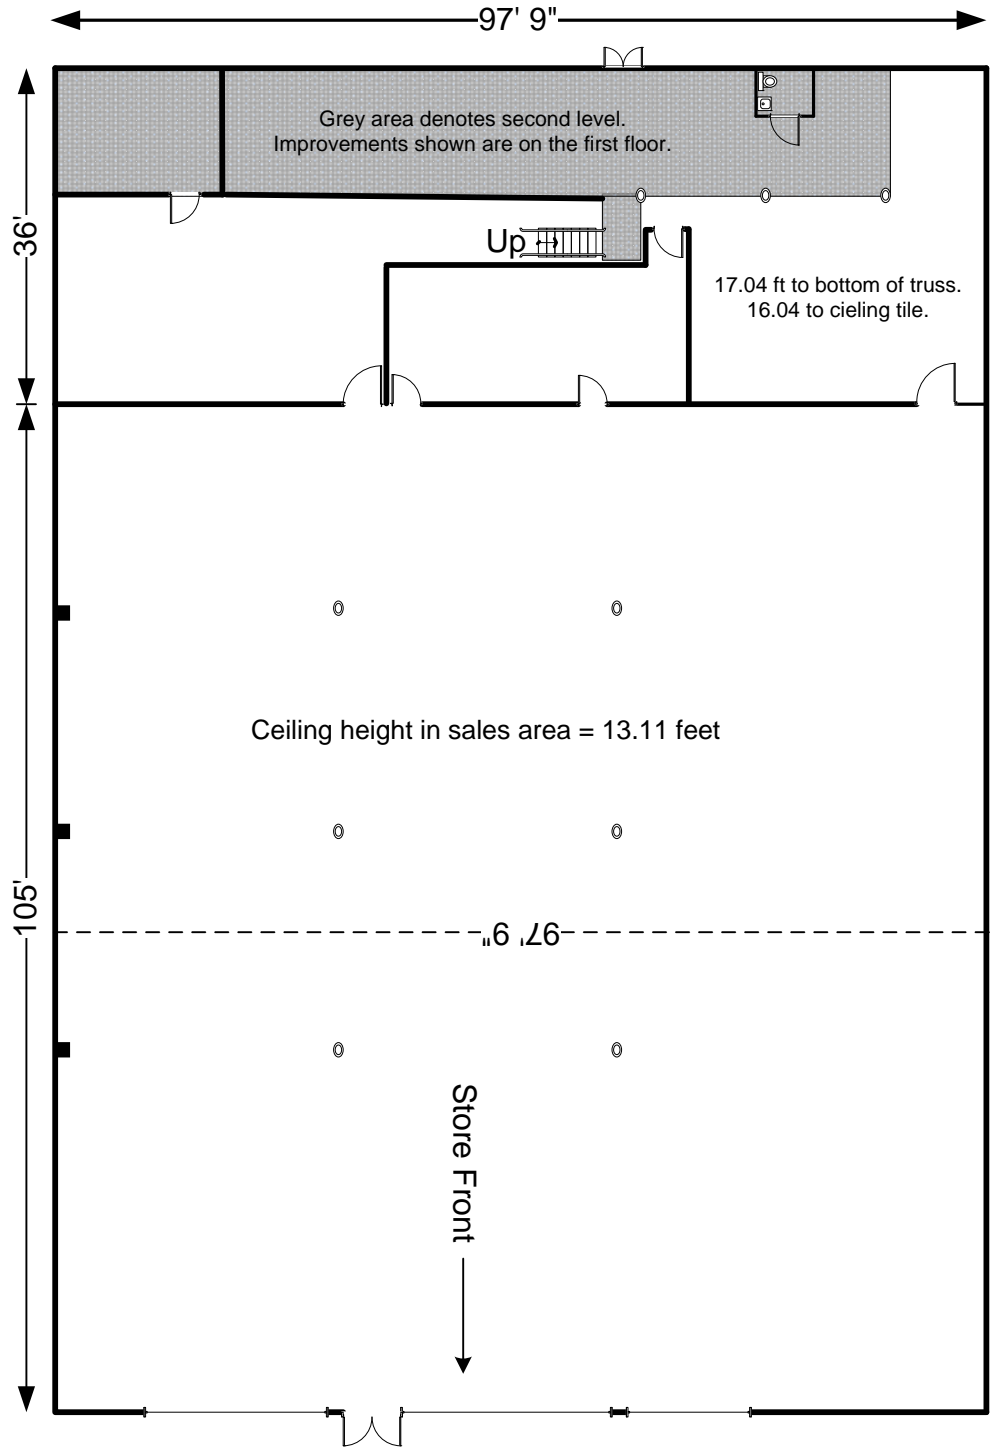 97' 9"
Grey area denotes second level.
Improvements shown are on the first floor.
36'
Up
17.04 ft to bottom of truss.
16.04 to cieling tile.
Ceiling height in sales area = 13.11 feet
105'
97' 9"
Store Front